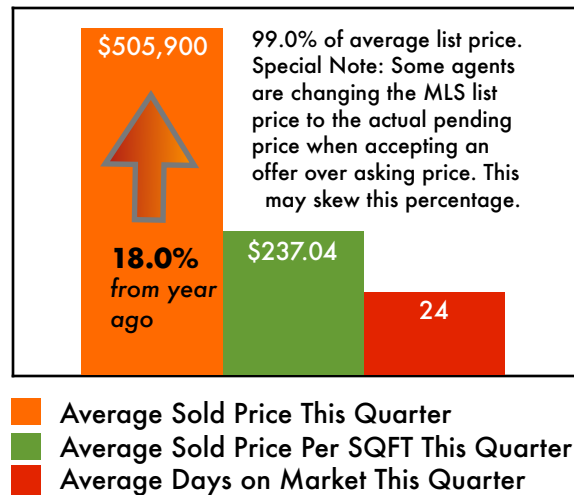 $505,900
99.0% of average list price.
Special Note: Some agents
are changing the MLS list
price to the actual pending
price when accepting an
offer over asking price. This
may skew this percentage.
18.0%
from year
ago
$237.04
24
Average Sold Price This Quarter
Average Sold Price Per SQFT This Quarter
Average Days on Market This Quarter